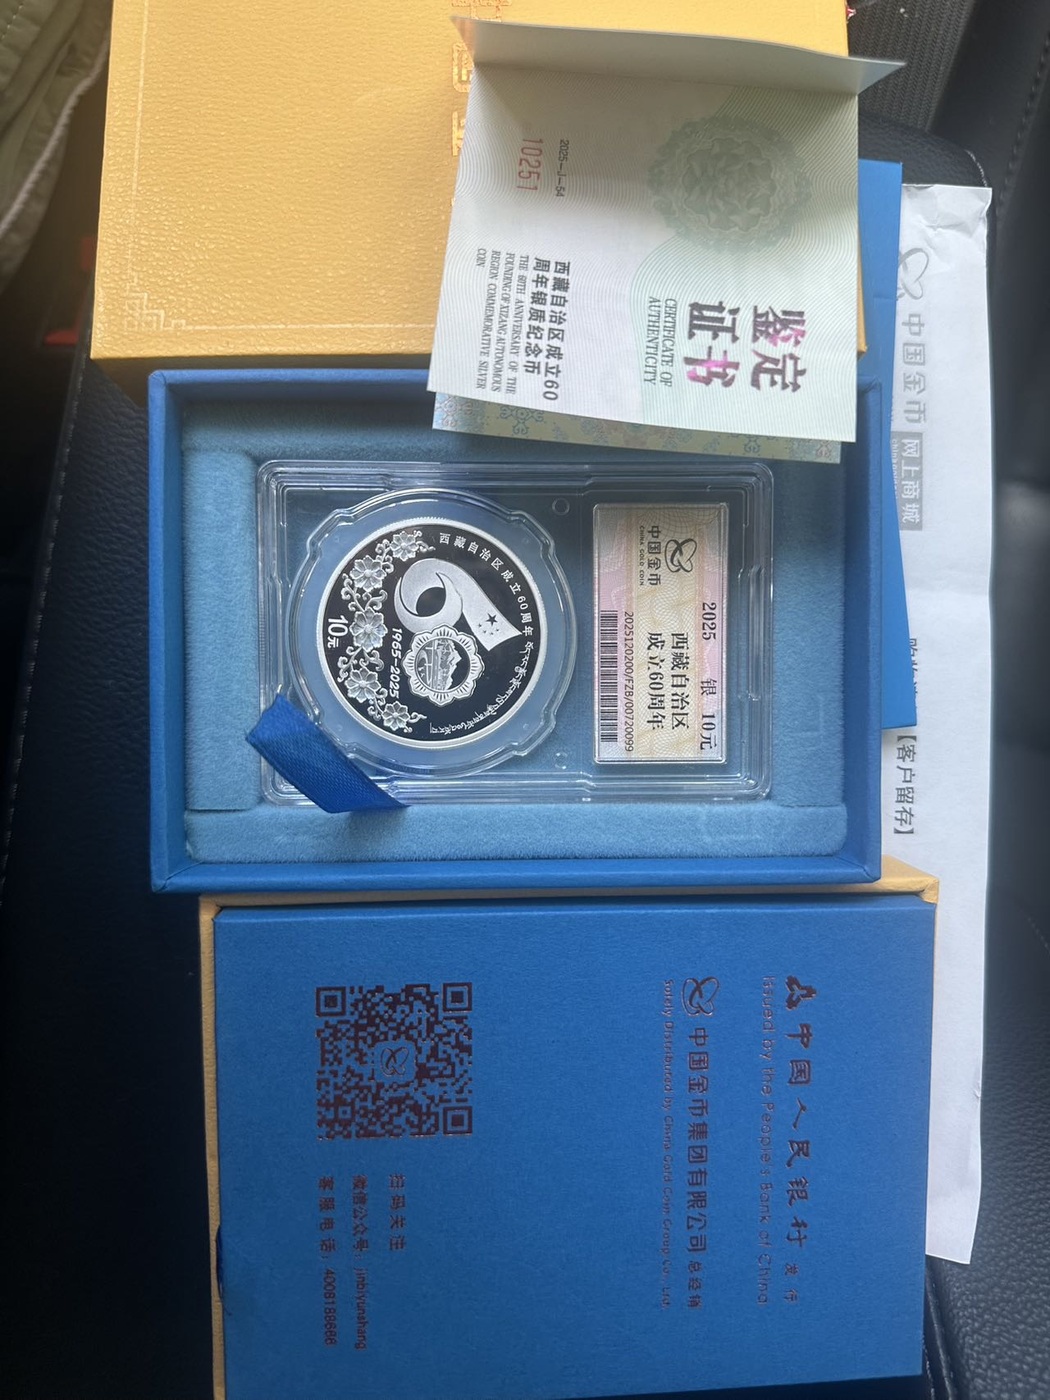 2025—J—54
10251
鉴定
证书
CERTIFICATE OF
AUTHENTICITY
西藏自治区成立60
周年银质纪念币
THE 60TH ANNIVERSARY OF THE
FOUNDING OF XIZANG AUTONOMOUS
REGION COMMEMORATIVE SILVER
COIN
中国金币
网上商城
【客户留存】
西藏自治区成立60周年
1965-2025
10元
中国金币
CHINA GOLD COIN
2025 银 10元
西藏自治区
成立60周年
中国人民银行 发行
Issued by the People's Bank of China
中国金币集团有限公司 总经销
Solely Distributed by China Gold Coin Group Co., Ltd.
扫码关注
微信公众号：jinbiyunshang
客服电话：4008188666